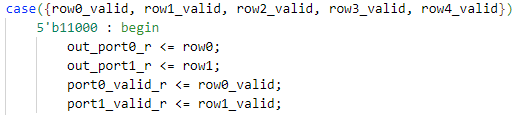 case({row0_valid, row1_valid, row2_valid, row3_valid, row4_valid})
5'b11000 : begin
out_port0_r <= row0;
out_port1_r <= row1;
port0_valid_r <= row0_valid;
port1_valid_r <= row1_valid;